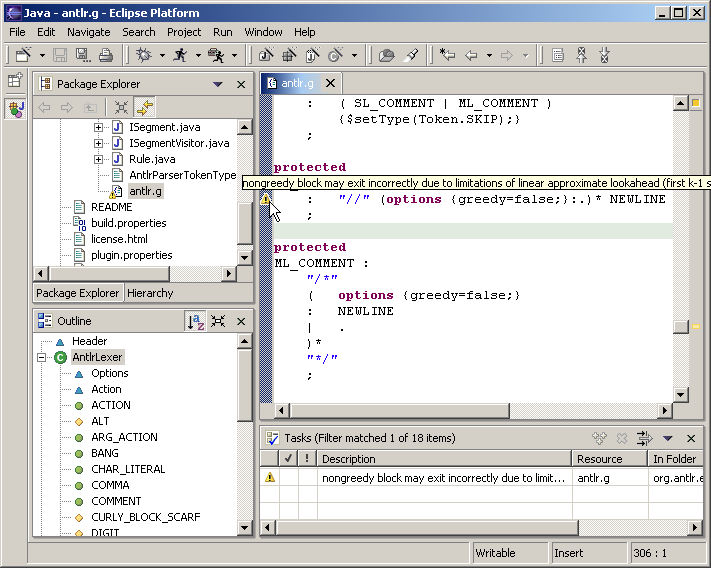 Java - antlr.g - Eclipse Platform
File Edit Navigate Search Project Run Window Help
Package Explorer
ISegment.java
ISegmentVisitor.java
Rule.java
AntlrParserTokenType
antlr.g
README
build.properties
license.html
plugin.properties
Package Explorer Hierarchy
Outline
Header
AntlrLexer
Options
Action
ACTION
ALT
ARG_ACTION
BANG
CHAR_LITERAL
COMMA
COMMENT
CURLY_BLOCK_SCARF
DIGIT
antlr.g
: ( SL_COMMENT | ML_COMMENT )
{$setType(Token.SKIP);}
;
protected
nongreedy block may exit incorrectly due to limitations of linear approximate lookahead (first k-1 s
: "//" (options {greedy=false;}:.)* NEWLINE
;
protected
ML_COMMENT :
"/*"
( options {greedy=false;}
: NEWLINE
| .
)*
"*/"
;
Tasks (Filter matched 1 of 18 items)
! Description Resource In Folder
nongreedy block may exit incorrectly due to limit... antlr.g org.antlr.e
Writable Insert 306 : 1